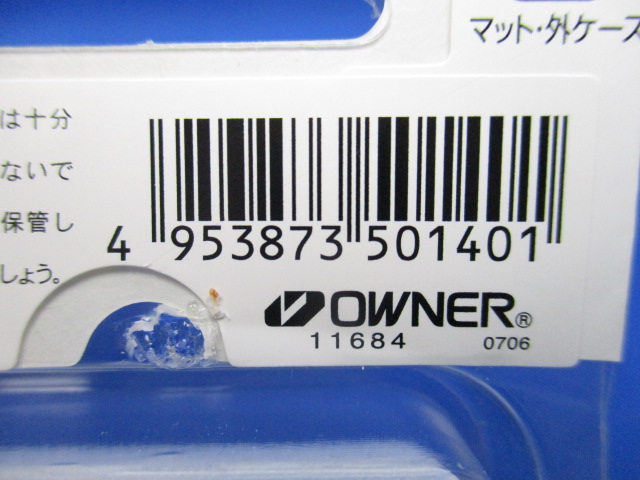 マット・外ケース
は十分
ないで
保管し
しょう。
4 953873 501401
OWNER®
11684
0706